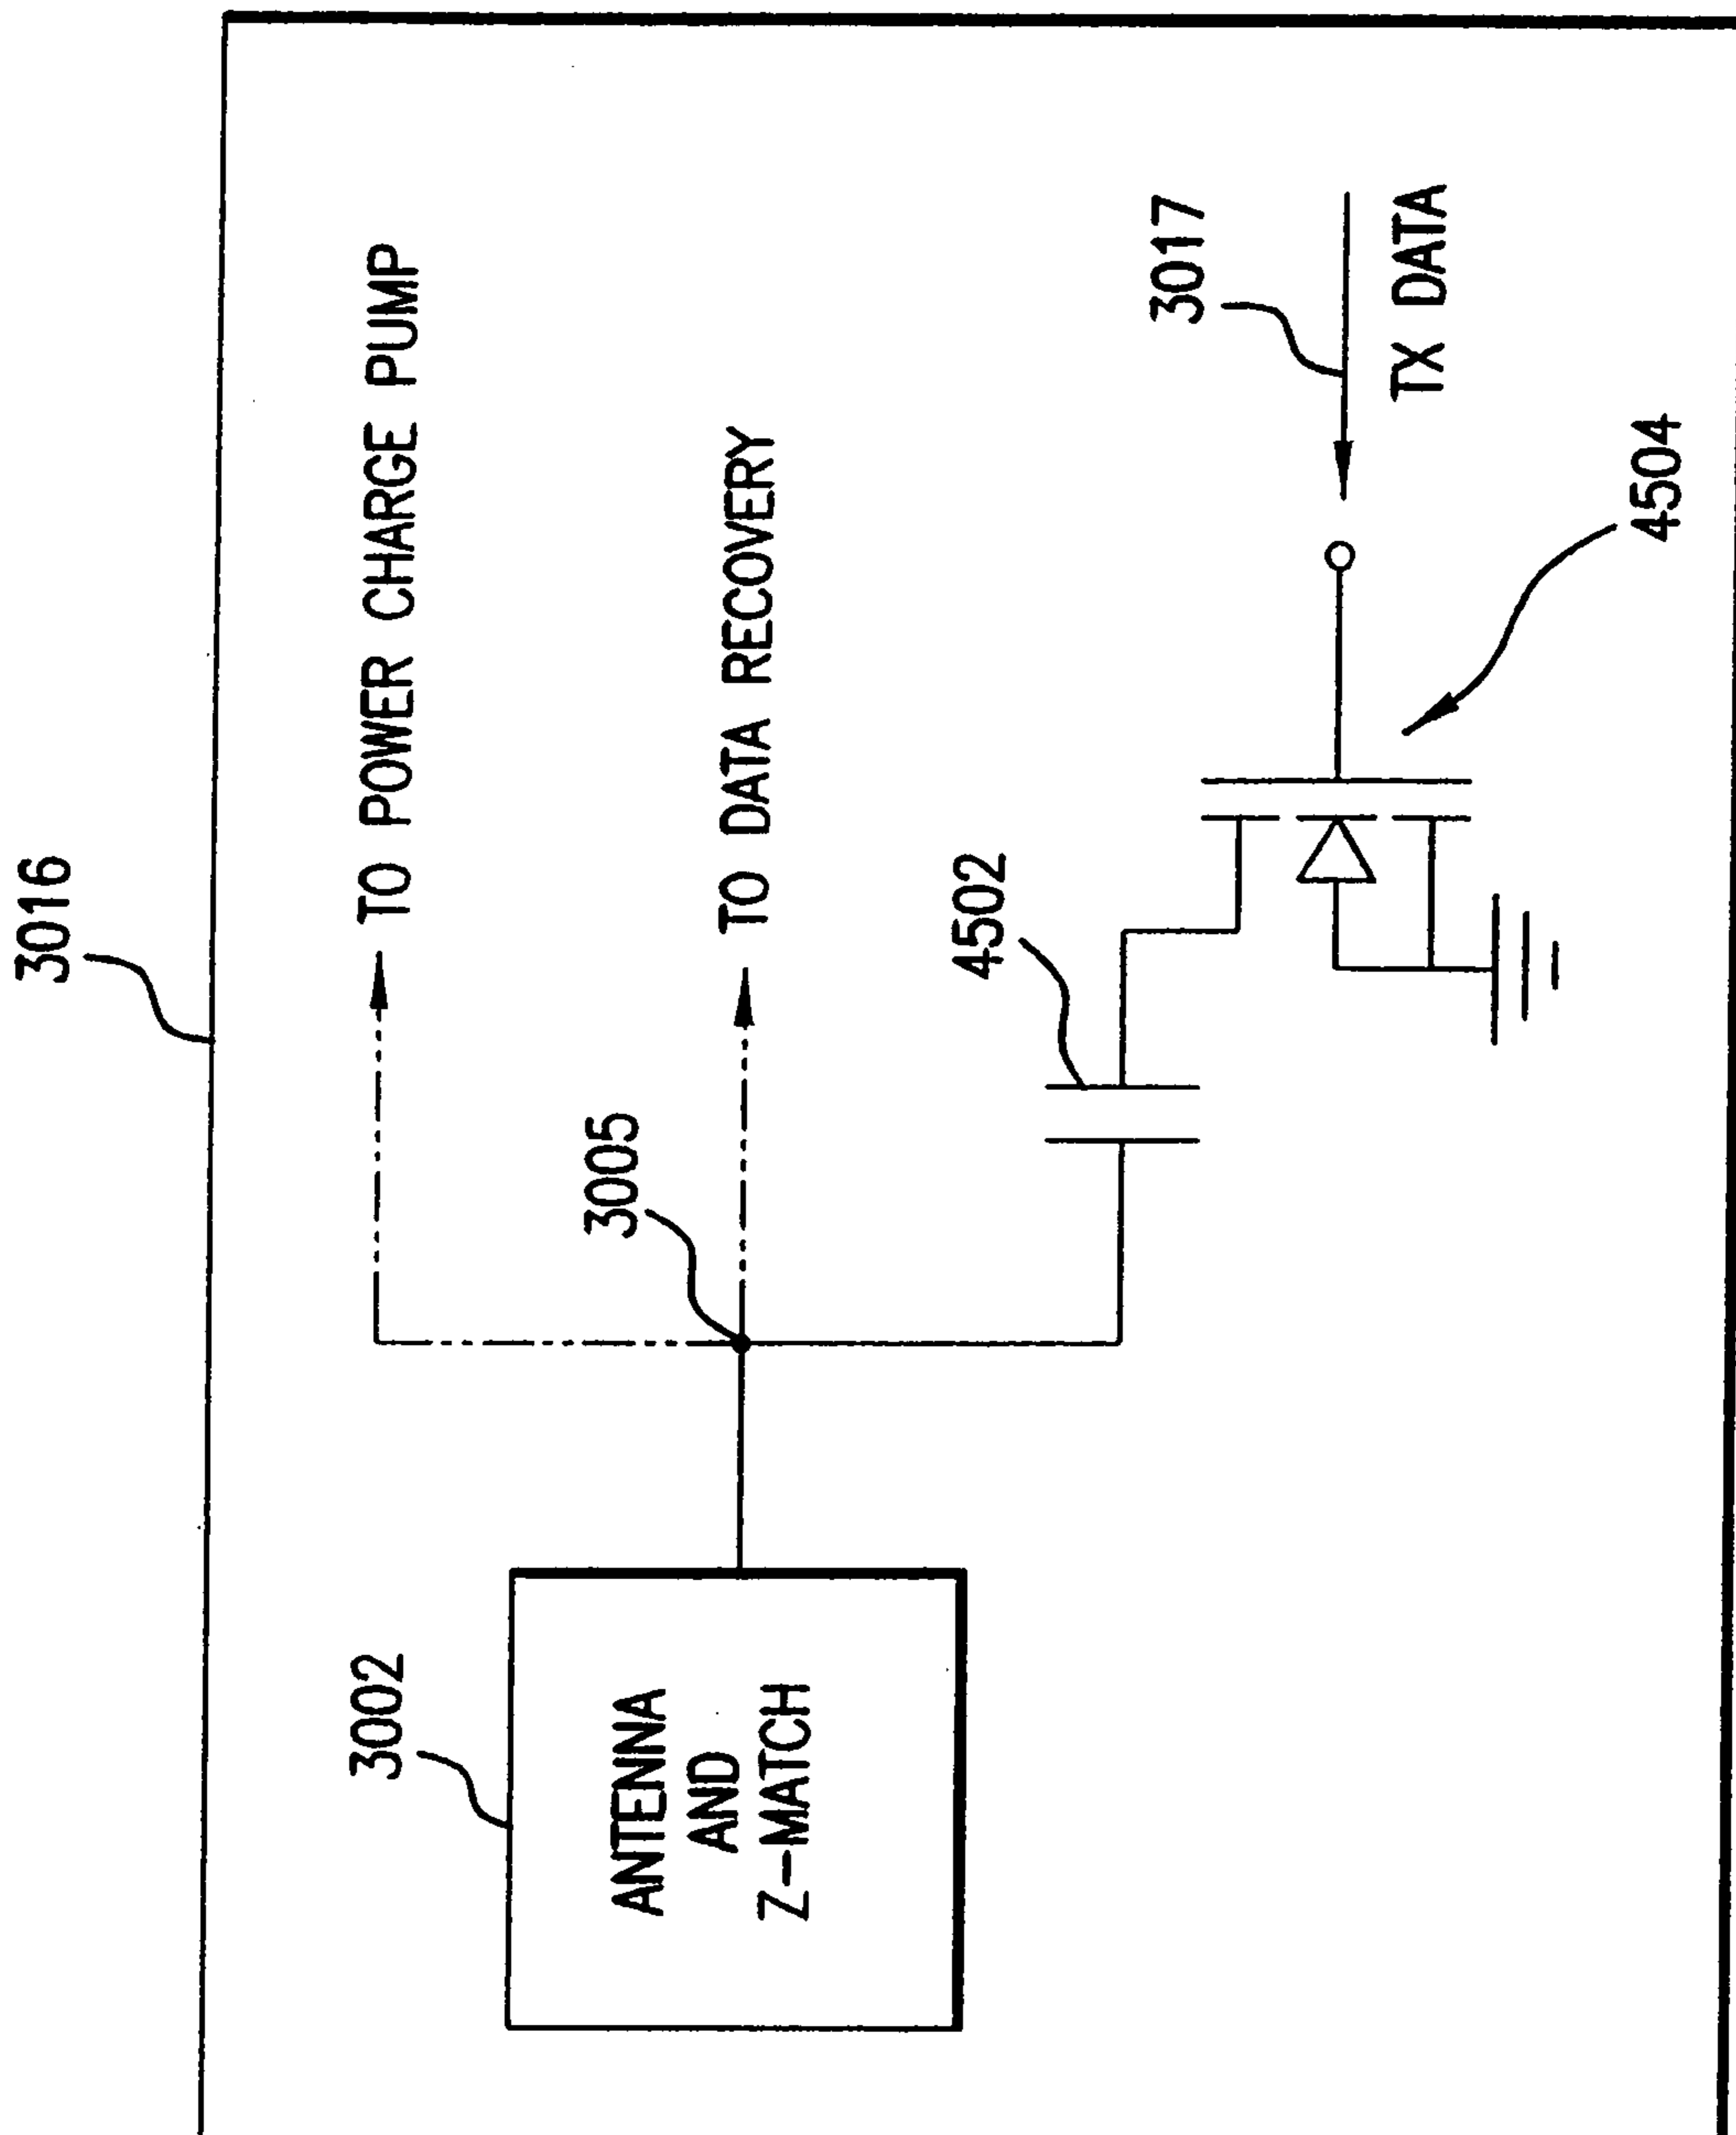 3016
TO POWER CHARGE PUMP
3005
TO DATA RECOVERY
3002
ANTENNA
AND
Z-MATCH
4502
3017
TX DATA
4504